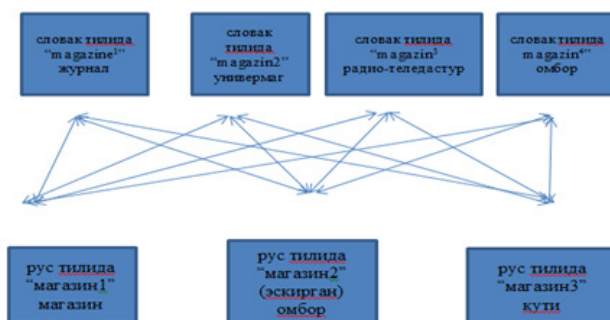 словак тилида
“magazine¹”
журнал
словак
тилида
“magazin2”
универмаг
словак тилида
“magazin³
радио-теледастур
словак тилида
magazin⁴”
омбор
рус тилида
“магазин1”
магазин
рус тилида
“магазин2”
(эскирган)
омбор
рус тилида
“магазин3”
кути